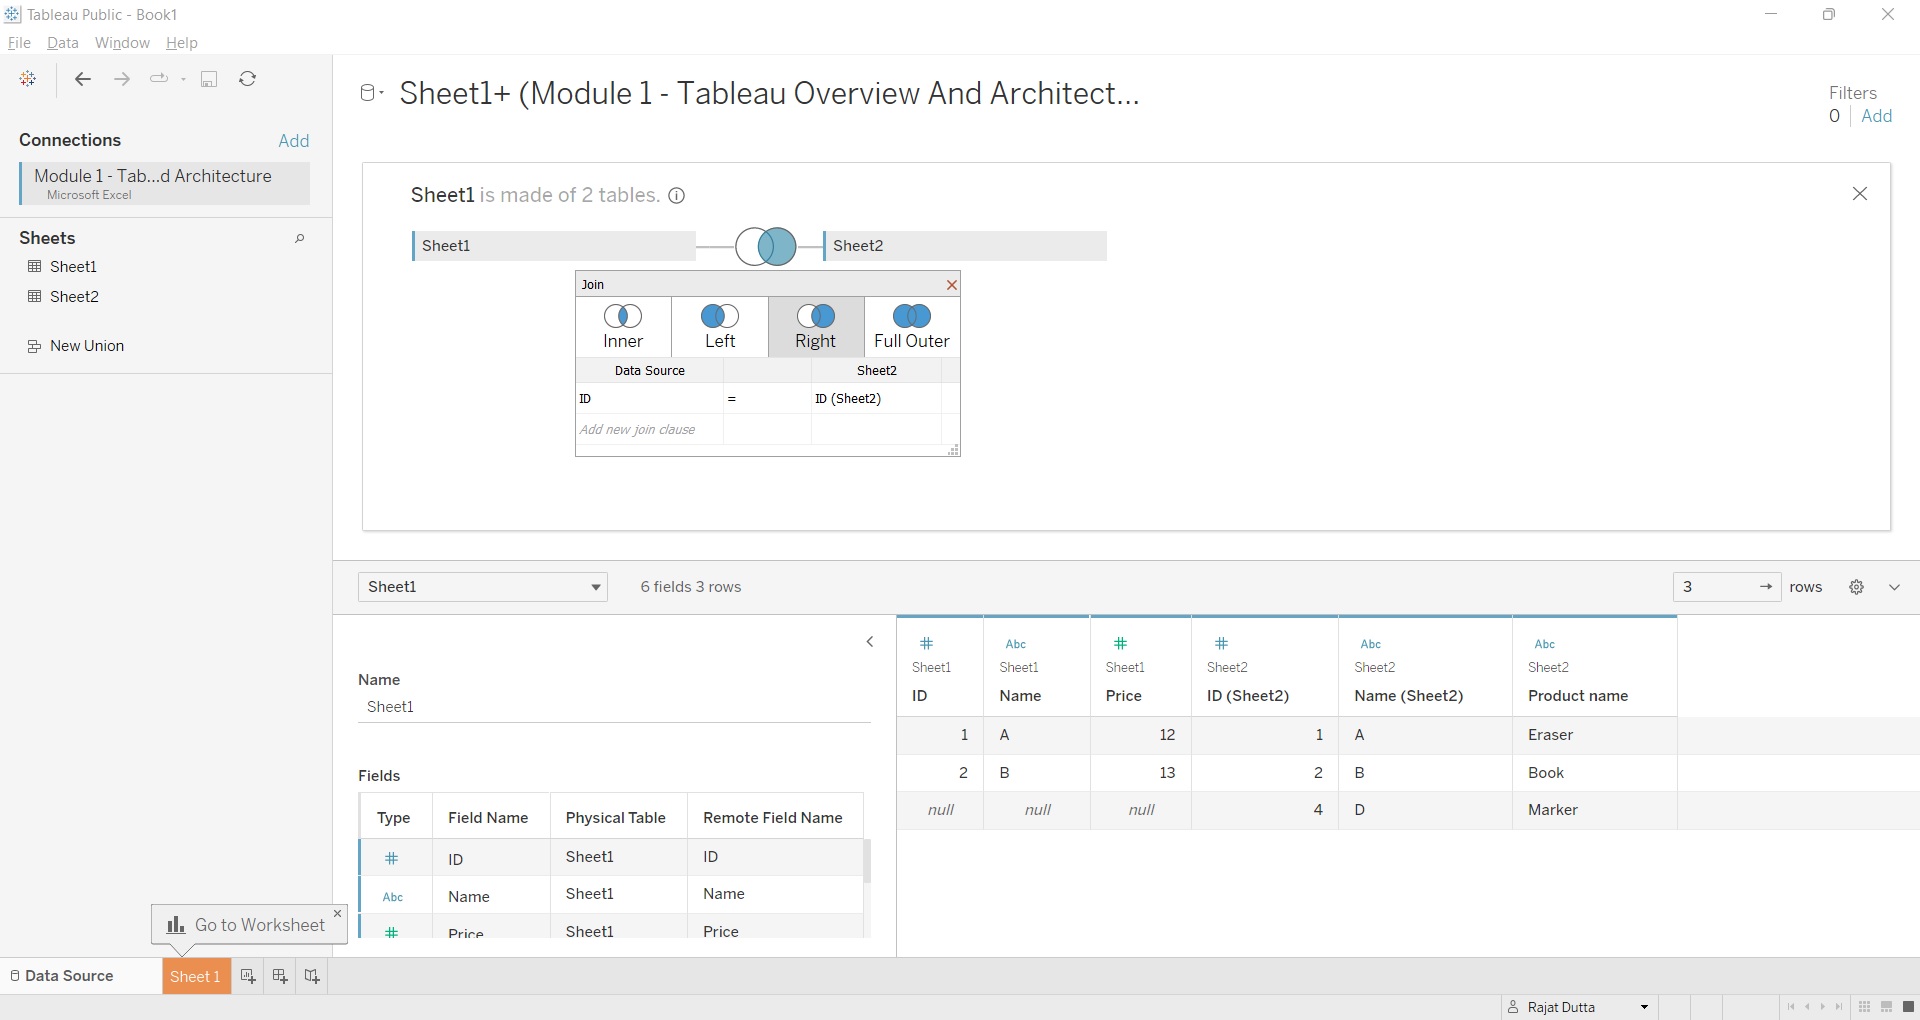 Tableau Public - Book1
File Data Window Help
Connections Add
Module 1 - Tab...d Architecture
Microsoft Excel
Sheets
Sheet1
Sheet2
New Union
Sheet1+ (Module 1 - Tableau Overview And Architect...
Filters
0 Add
Sheet1 is made of 2 tables.
Sheet1 Sheet2
Join
Inner Left Right Full Outer
Data Source Sheet2
ID = ID (Sheet2)
Add new join clause
Sheet1 6 fields 3 rows 3 → rows
Name
Sheet1
Fields
Type Field Name Physical Table Remote Field Name
# ID Sheet1 ID
Abc Name Sheet1 Name
# Price Sheet1 Price
# Abc # # Abc Abc
Sheet1 Sheet1 Sheet1 Sheet2 Sheet2 Sheet2
ID Name Price ID (Sheet2) Name (Sheet2) Product name
1 A 12 1 A Eraser
2 B 13 2 B Book
null null null 4 D Marker
Go to Worksheet
Data Source Sheet 1
Rajat Dutta